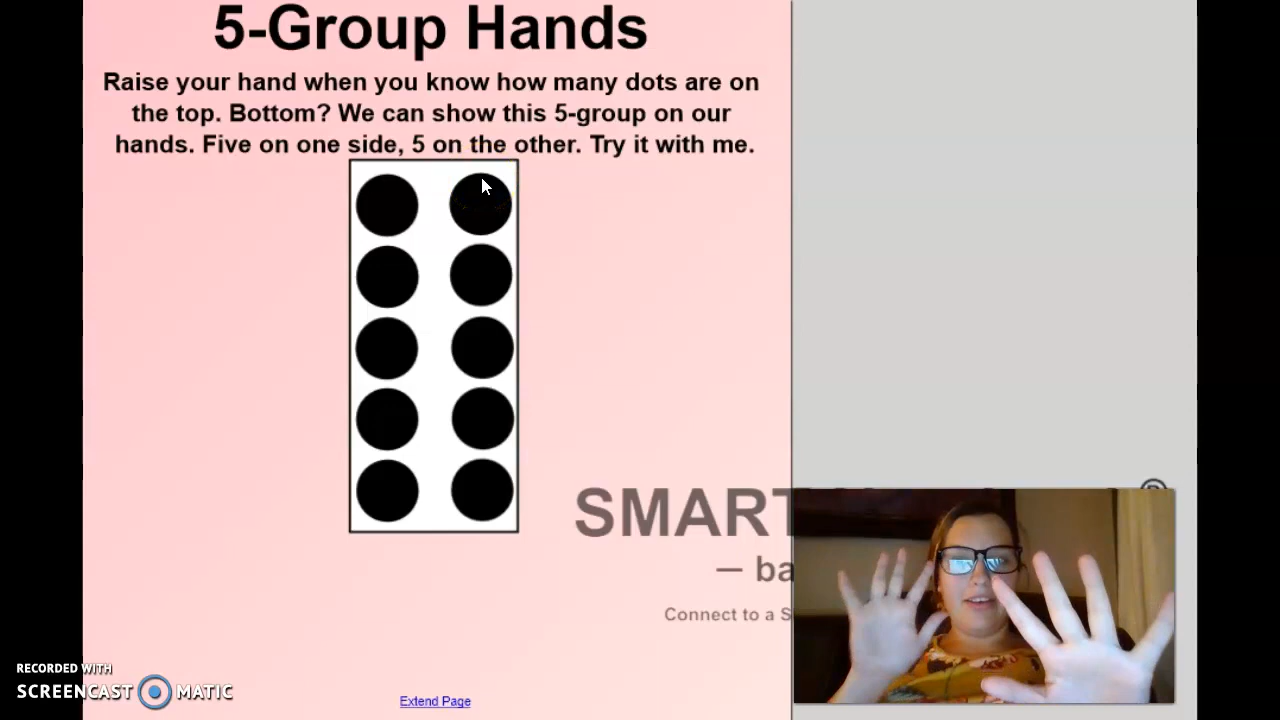 5-Group Hands
Raise your hand when you know how many dots are on
the top. Bottom? We can show this 5-group on our
hands. Five on one side, 5 on the other. Try it with me.
SMART
— ba
Connect to a S
RECORDED WITH
SCREENCAST MATIC
Extend Page